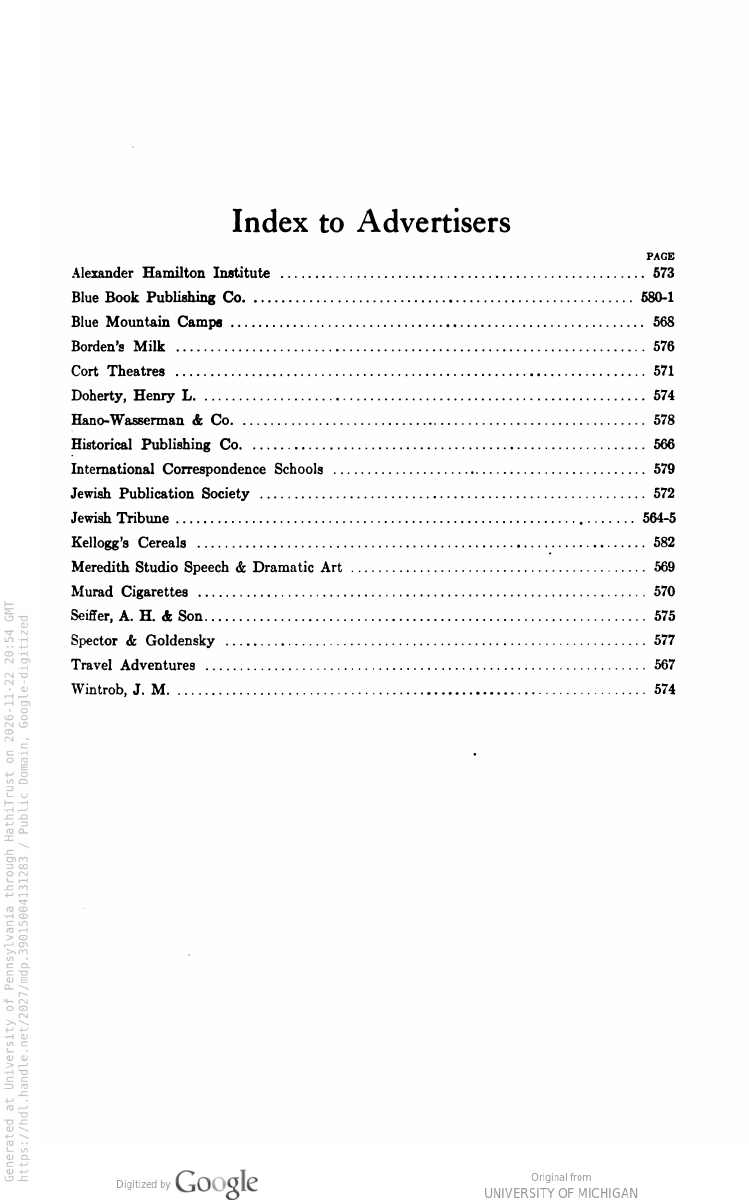 Index to Advertisers
PAGE
Alexander Hamilton Institute ..................................................... 573
Blue Book Publishing Co. ....................................................... 580-1
Blue Mountain Camps ............................................................ 568
Borden's Milk .................................................................... 576
Cort Theatres .................................................................... 571
Doherty, Henry L. ................................................................ 574
Hano-Wasserman & Co. ........................................................... 578
Historical Publishing Co. ......................................................... 566
International Correspondence Schools ............................................. 579
Jewish Publication Society ........................................................ 572
Jewish Tribune .................................................................. 564-5
Kellogg's Cereals ................................................................. 582
Meredith Studio Speech & Dramatic Art ........................................... 569
Murad Cigarettes ................................................................. 570
Seiffer, A. H. & Son................................................................ 575
Spector & Goldensky ............................................................. 577
Travel Adventures ................................................................ 567
Wintrob, J. M. .................................................................... 574
Generated at University of Pennsylvania through HathiTrust on 2026-11-22 20:54 GMT
https://hdl.handle.net/2027/mdp.39015004131283 / Public Domain, Google-digitized
Digitized by Google
Original from
UNIVERSITY OF MICHIGAN